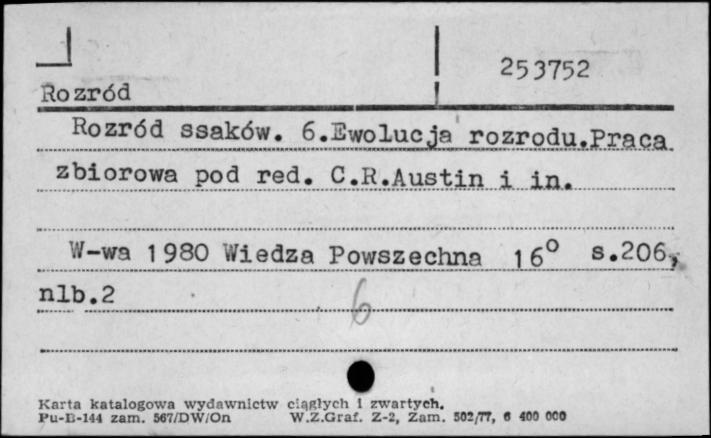 253752
Rozród
Rozród ssaków. 6.Ewolucja rozrodu.Praca
zbiorowa pod red. C.R.Austin i in.
W-wa 1980 Wiedza Powszechna 16° s.206,
nlb.2
6
Karta katalogowa wydawnictw ciągłych i zwartych.
Pu-B-144 zam. 567/DW/On W.Z.Graf. Z-2, Zam. 502/77, 6 400 000